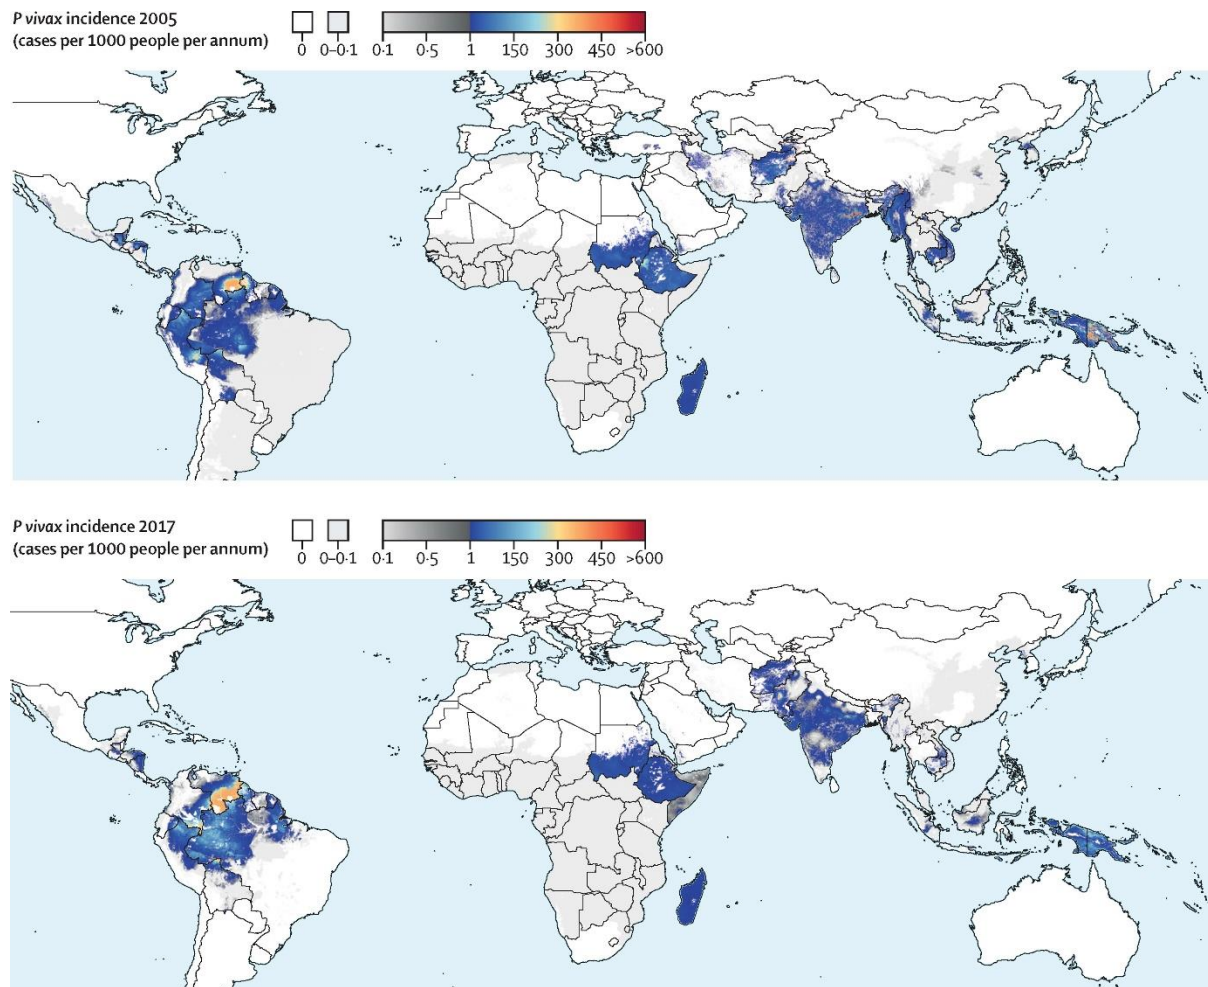 P vivax incidence 2005
(cases per 1000 people per annum)
0 0–0·1 0·1 0·5 1 150 300 450 >600
P vivax incidence 2017
(cases per 1000 people per annum)
0 0–0·1 0·1 0·5 1 150 300 450 >600